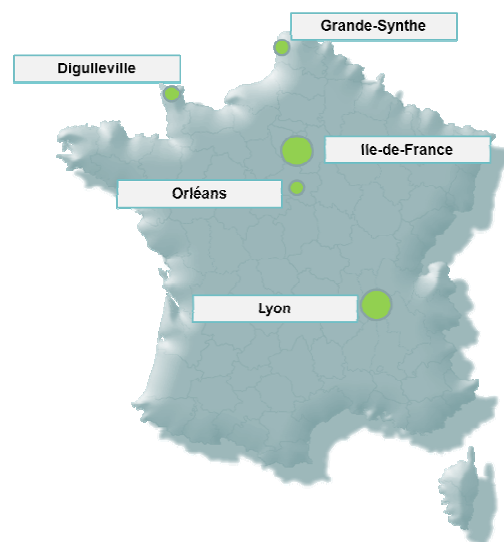 Grande-Synthe
Digulleville
Ile-de-France
Orléans
Lyon